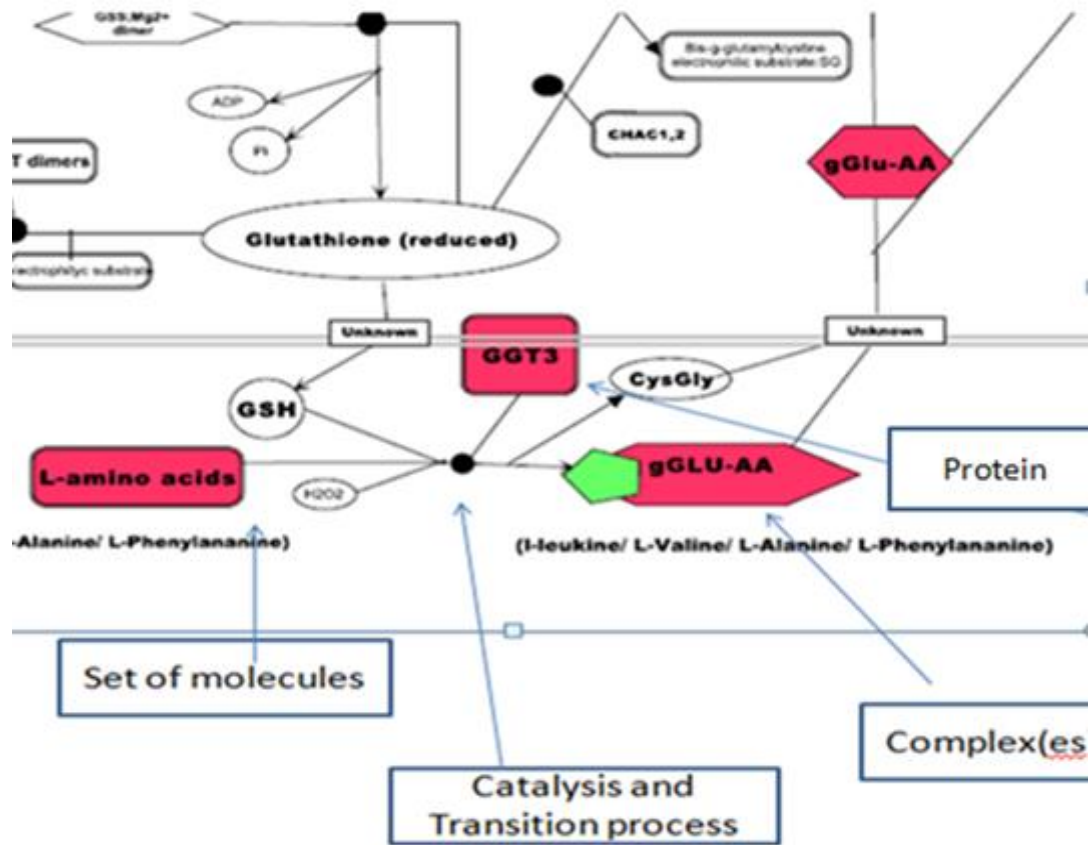 GSS:Mg2+
dimer
Bis-g-glutamylcystine
electrophilic substrate:SG
ADP
CHAC1,2
Pi
T dimers
gGlu-AA
Glutathione (reduced)
lectrophilyc substrate
Unknown
Unknown
GGT3
CysGly
GSH
Protein
L-amino acids
gGLU-AA
H2O2
-Alanine/ L-Phenylananine)
(l-leukine/ L-Valine/ L-Alanine/ L-Phenylananine)
Set of molecules
Complex(es
Catalysis and
Transition process